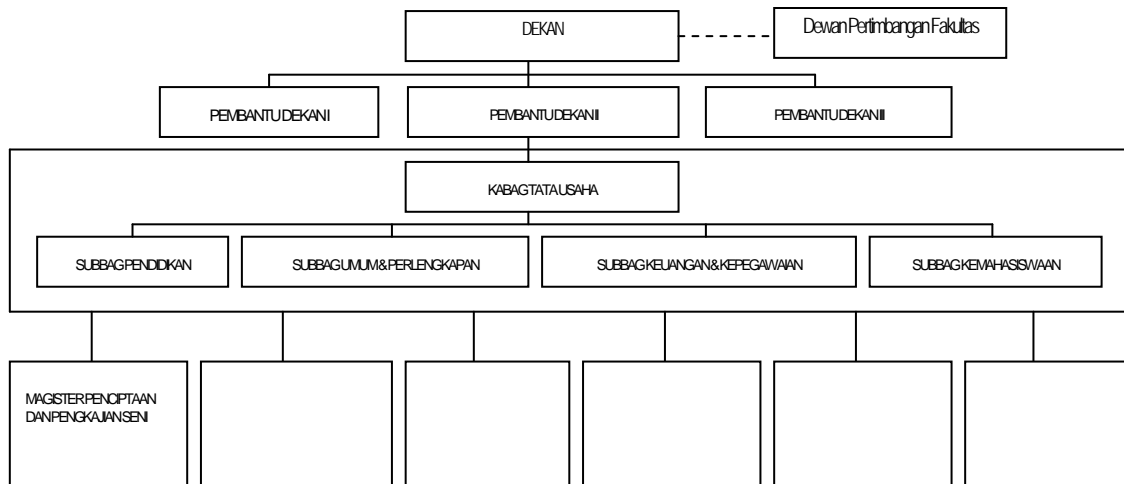 DEKAN
Dewan Pertimbangan Fakultas
PEMBANTU DEKAN I
PEMBANTU DEKAN II
PEMBANTU DEKAN III
KABAG TATA USAHA
SUBBAG PENDIDIKAN
SUBBAG UMUM & PERLENGKAPAN
SUBBAG KEUANGAN & KEPEGAWAIAN
SUBBAG KEMAHASISWAAN
MAGISTER PENCIPTAAN
DAN PENGKAJIAN SENI